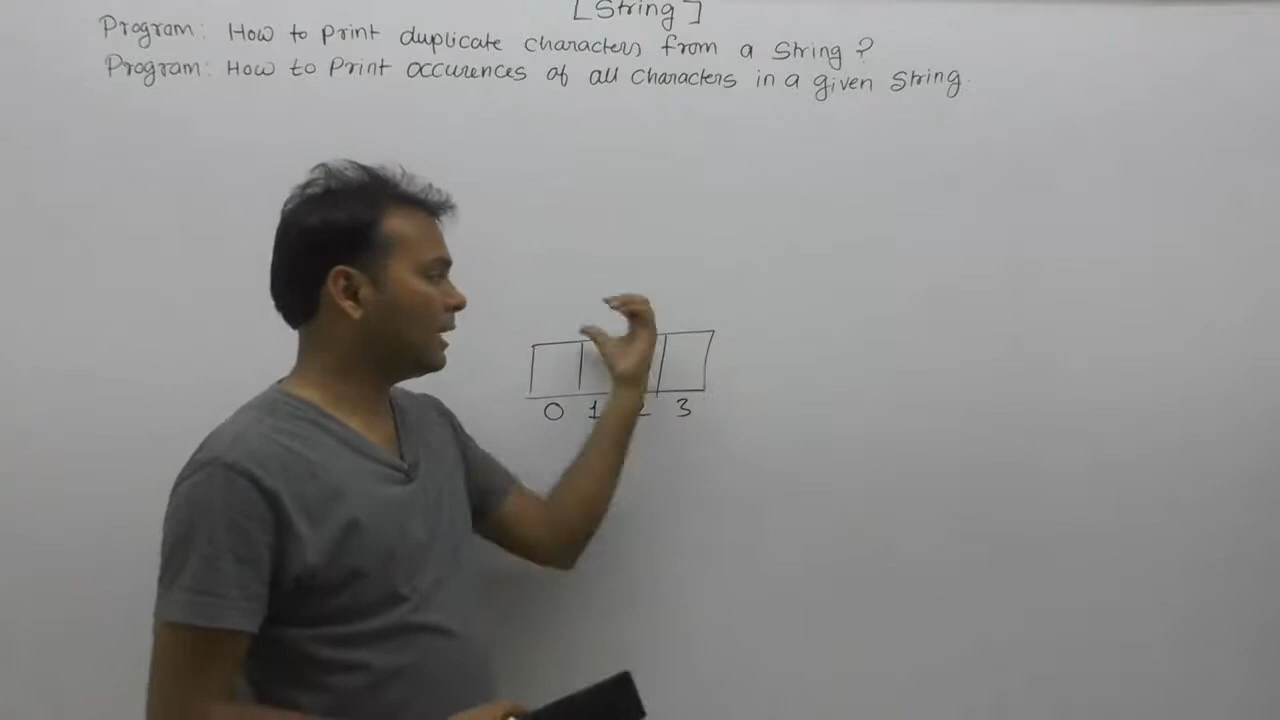 [String]
Program: How to print duplicate characters from a string?
Program: How to Print occurences of all characters in a given string.
0 1 2 3